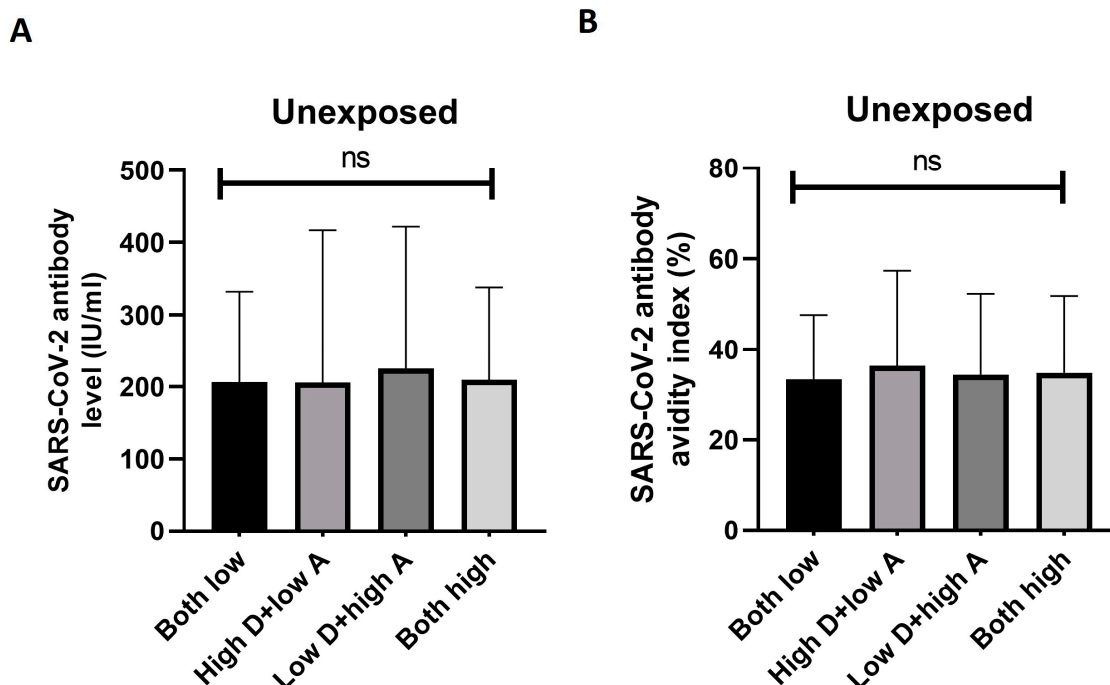 A
Unexposed
ns
500
400
300
200
100
0
SARS-CoV-2 antibody
level (IU/ml)
Both low
High D+low A
Low D+high A
Both high
B
Unexposed
ns
80
60
40
20
0
SARS-CoV-2 antibody
avidity index (%)
Both low
High D+low A
Low D+high A
Both high